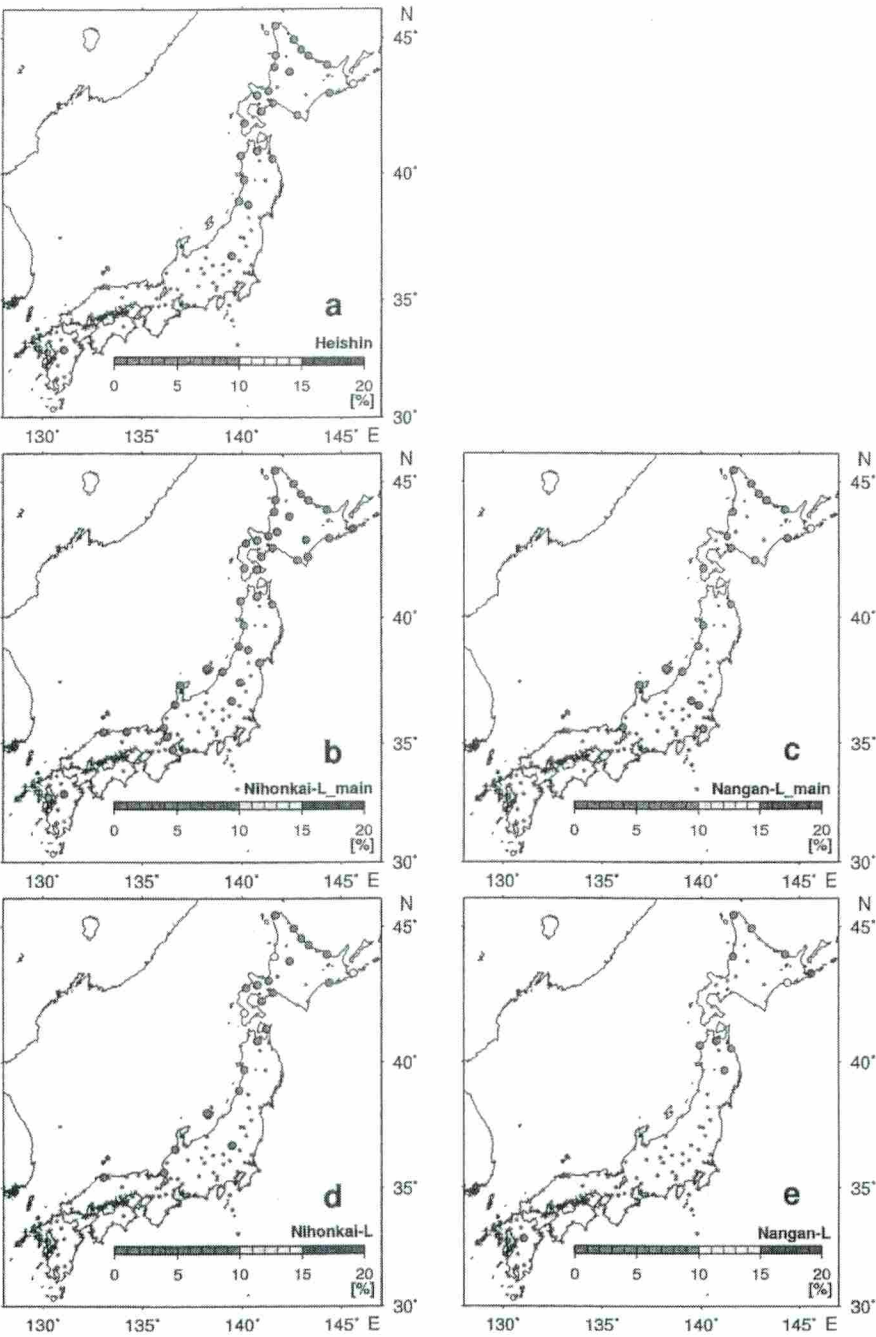 N
45°
40°
35°
a
Heishin
0 5 10 15 20
[%]
30°
130° 135° 140° 145° E
N N
45° 45°
40° 40°
35° 35°
b c
Nihonkai-L_main Nangan-L_main
0 5 10 15 20 0 5 10 15 20
[%] [%]
30° 30°
130° 135° 140° 145° E 130° 135° 140° 145° E
N N
45° 45°
40° 40°
35° 35°
d e
Nihonkai-L Nangan-L
0 5 10 15 20 0 5 10 15 20
[%] [%]
30° 30°
130° 135° 140° 145° E 130° 135° 140° 145° E